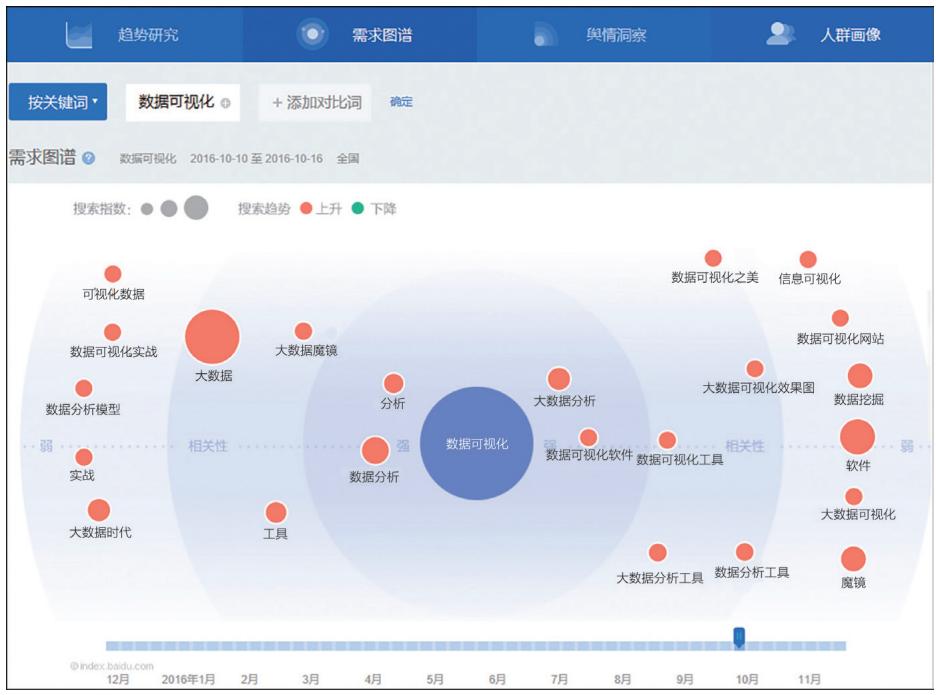 趋势研究 需求图谱 舆情洞察 人群画像
按关键词 数据可视化 + 添加对比词 确定
需求图谱 ? 数据可视化 2016-10-10 至 2016-10-16 全国
搜索指数: 搜索趋势 上升 下降
数据可视化之美 信息可视化
可视化数据
数据可视化网站
数据可视化实战 大数据魔镜
大数据 大数据可视化效果图
数据分析模型 分析 大数据分析 数据挖掘
弱 相关性 强 数据可视化 强 相关性 弱
数据可视化软件 数据可视化工具 软件
实战 数据分析
大数据可视化
大数据时代 工具
大数据分析工具 数据分析工具
魔镜
©index.baidu.com
12月 2016年1月 2月 3月 4月 5月 6月 7月 8月 9月 10月 11月